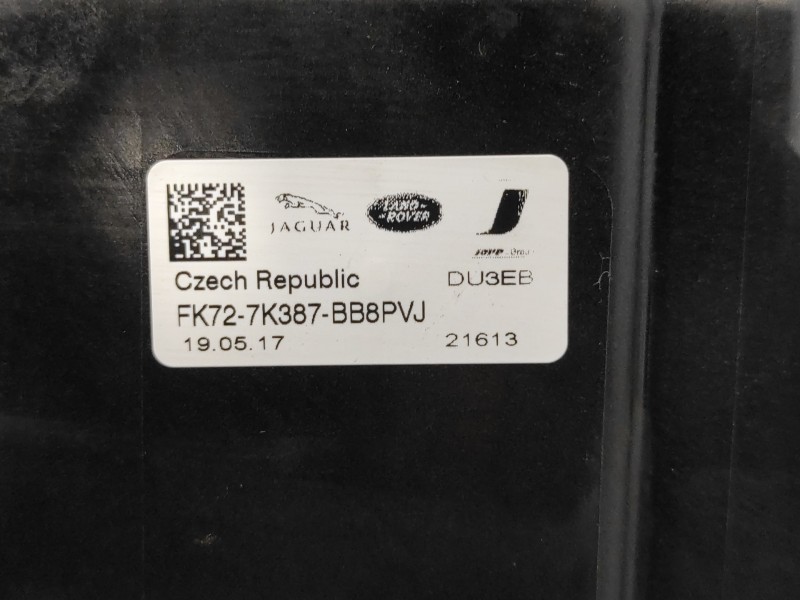 JAGUAR
LAND ROVER
Czech Republic
DU3EB
FK72-7K387-BB8PVJ
19.05.17
21613